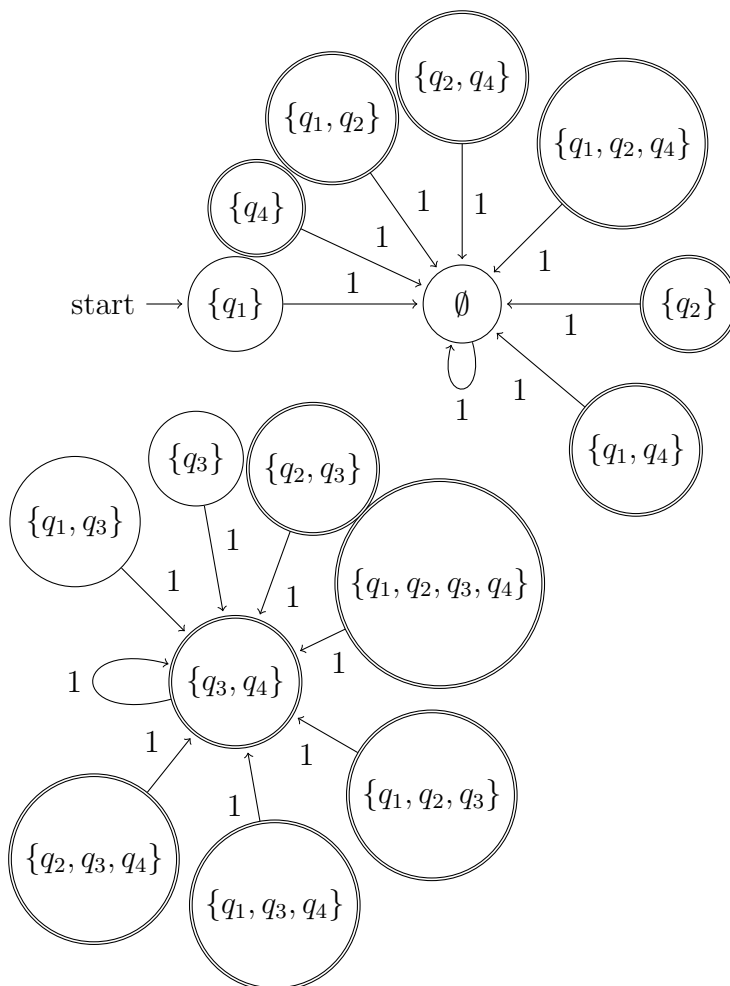 {q₂, q₄}
{q₁, q₂}
{q₁, q₂, q₄}
{q₄}
1
1
1
1
start
{q₁}
1
∅
1
{q₂}
1
1
{q₁, q₄}
{q₃}
{q₂, q₃}
{q₁, q₃}
1
1
1
{q₁, q₂, q₃, q₄}
1
1
{q₃, q₄}
1
1
{q₁, q₂, q₃}
1
{q₂, q₃, q₄}
{q₁, q₃, q₄}